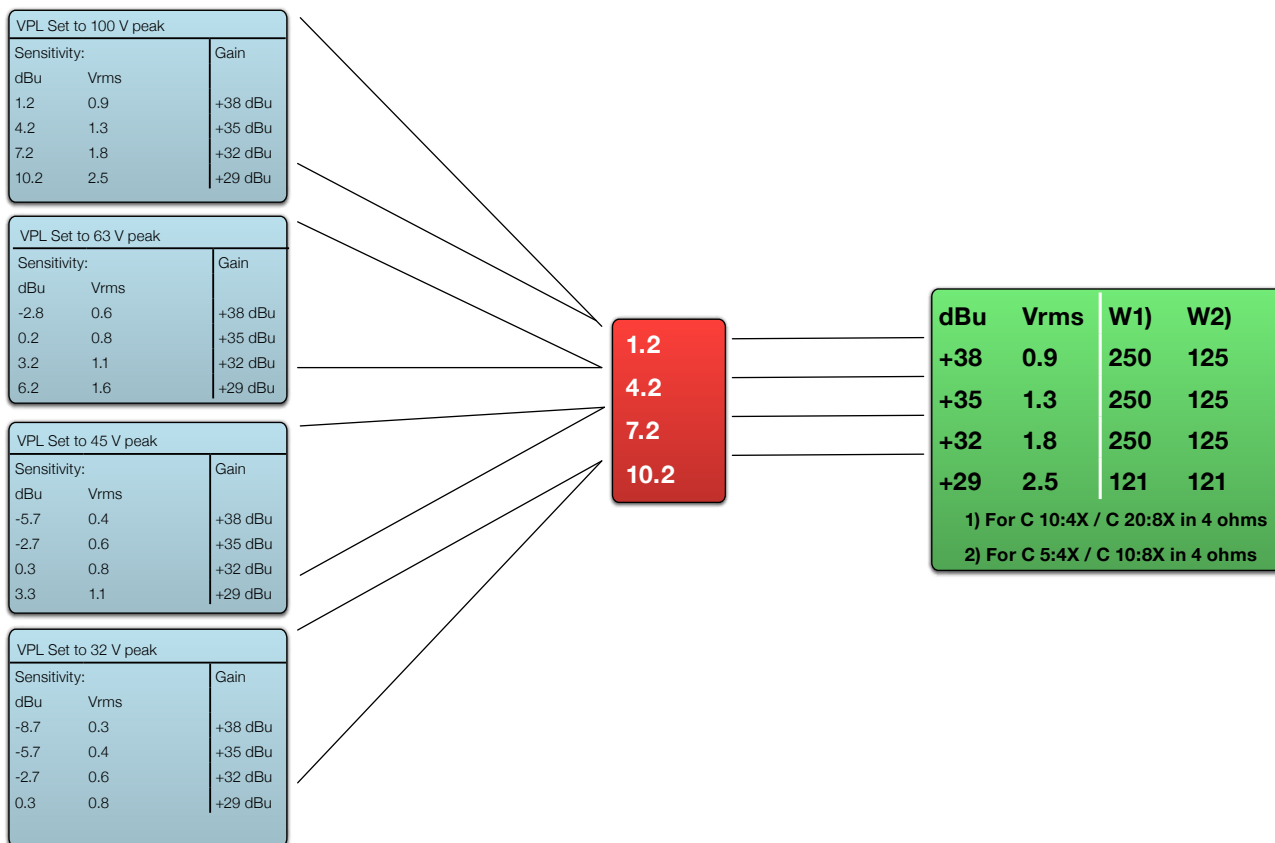 VPL Set to 100 V peak
Sensitivity: Gain
dBu Vrms
1.2 0.9 +38 dBu
4.2 1.3 +35 dBu
7.2 1.8 +32 dBu
10.2 2.5 +29 dBu
VPL Set to 63 V peak
Sensitivity: Gain
dBu Vrms
-2.8 0.6 +38 dBu
0.2 0.8 +35 dBu
3.2 1.1 +32 dBu
6.2 1.6 +29 dBu
VPL Set to 45 V peak
Sensitivity: Gain
dBu Vrms
-5.7 0.4 +38 dBu
-2.7 0.6 +35 dBu
0.3 0.8 +32 dBu
3.3 1.1 +29 dBu
VPL Set to 32 V peak
Sensitivity: Gain
dBu Vrms
-8.7 0.3 +38 dBu
-5.7 0.4 +35 dBu
-2.7 0.6 +32 dBu
0.3 0.8 +29 dBu
1.2
4.2
7.2
10.2
dBu Vrms W1) W2)
+38 0.9 250 125
+35 1.3 250 125
+32 1.8 250 125
+29 2.5 121 121
1) For C 10:4X / C 20:8X in 4 ohms
2) For C 5:4X / C 10:8X in 4 ohms